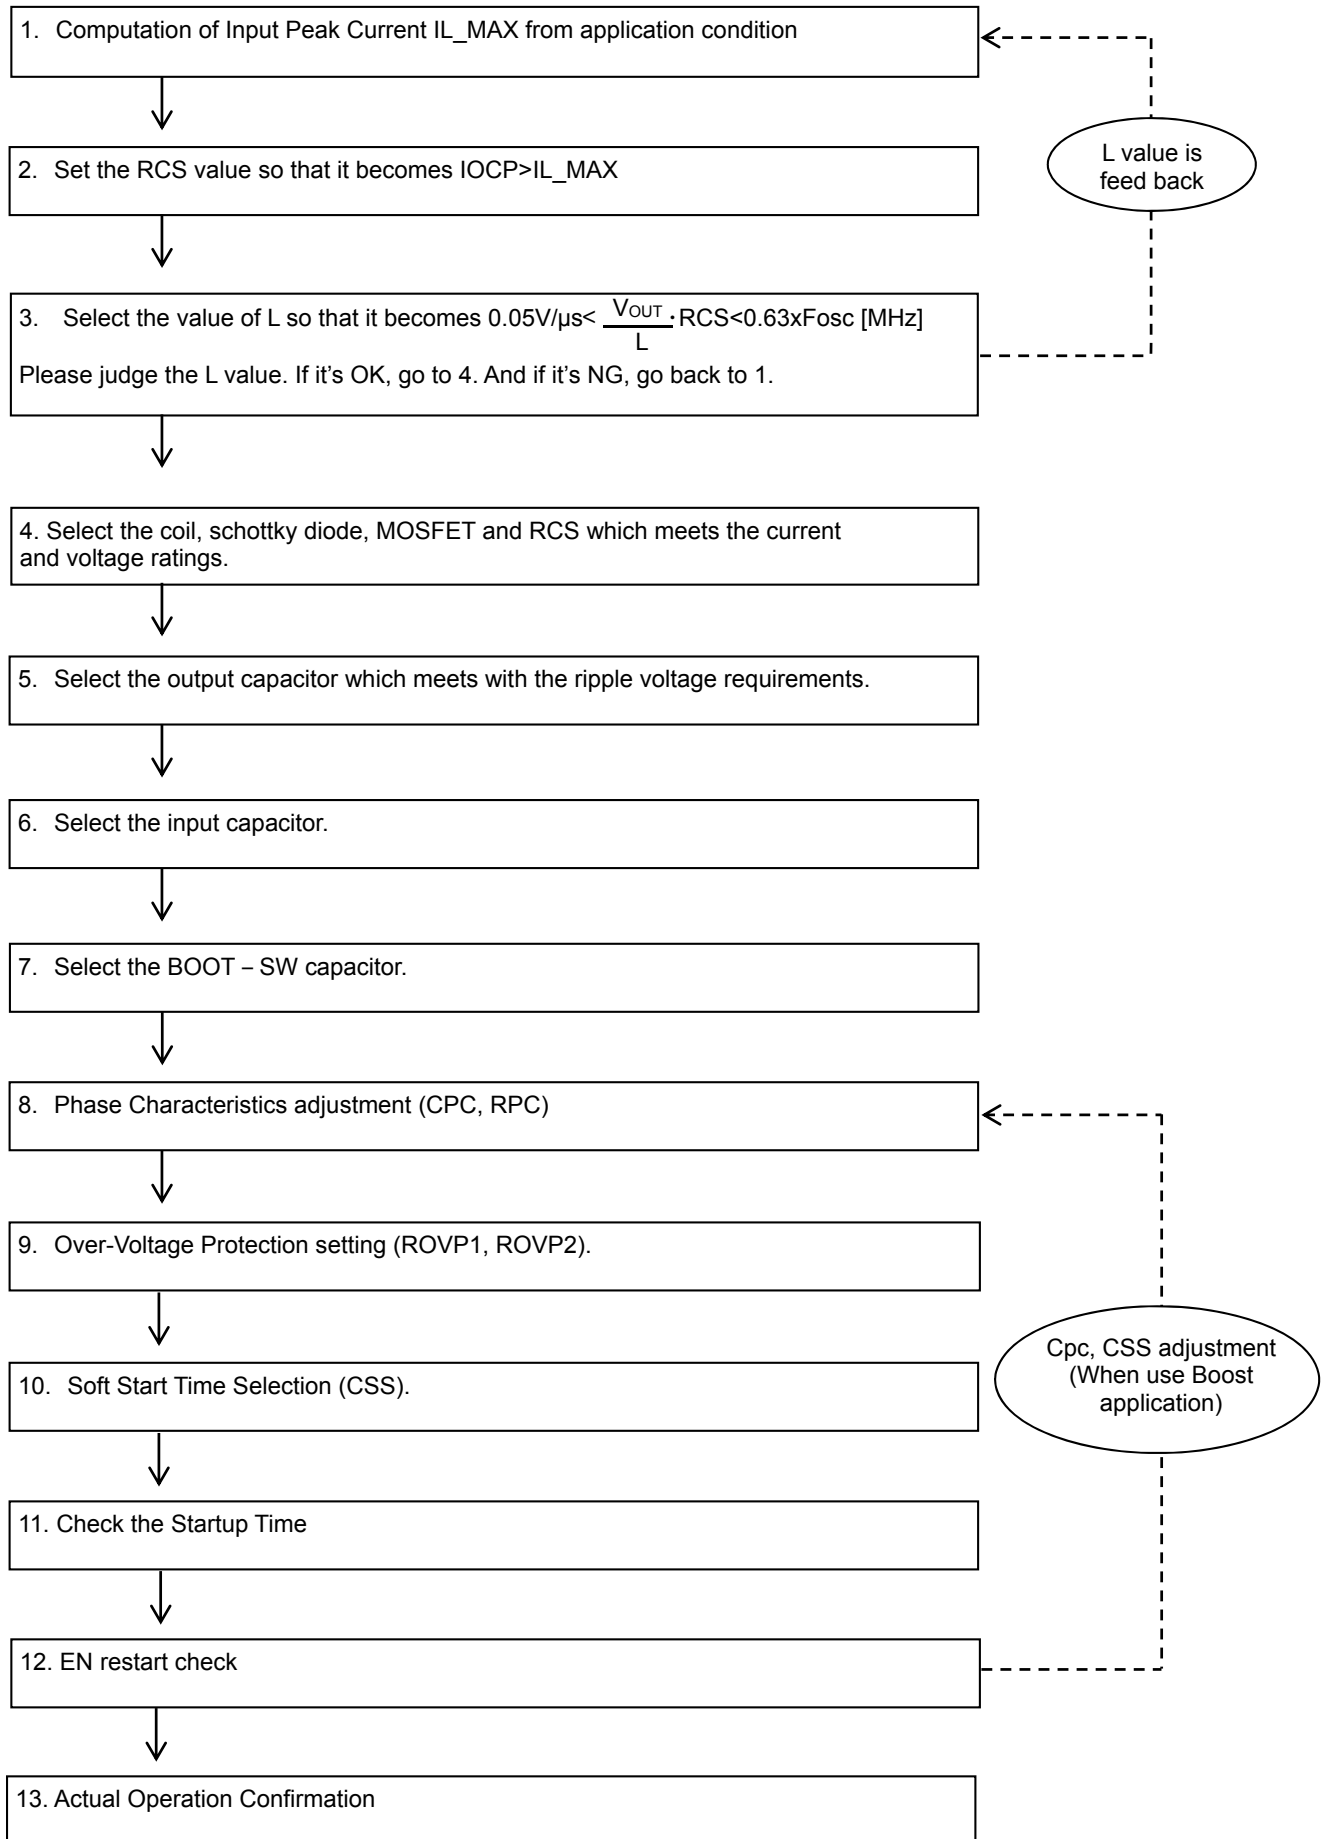 1. Computation of Input Peak Current IL_MAX from application condition
L value is
feed back
2. Set the RCS value so that it becomes IOCP>IL_MAX
3. Select the value of L so that it becomes 0.05V/μs< VOUT/L ·RCS<0.63xFosc [MHz]
Please judge the L value. If it’s OK, go to 4. And if it’s NG, go back to 1.
4. Select the coil, schottky diode, MOSFET and RCS which meets the current
and voltage ratings.
5. Select the output capacitor which meets with the ripple voltage requirements.
6. Select the input capacitor.
7. Select the BOOT – SW capacitor.
8. Phase Characteristics adjustment (CPC, RPC)
9. Over-Voltage Protection setting (ROVP1, ROVP2).
10. Soft Start Time Selection (CSS).
Cpc, CSS adjustment
(When use Boost
application)
11. Check the Startup Time
12. EN restart check
13. Actual Operation Confirmation